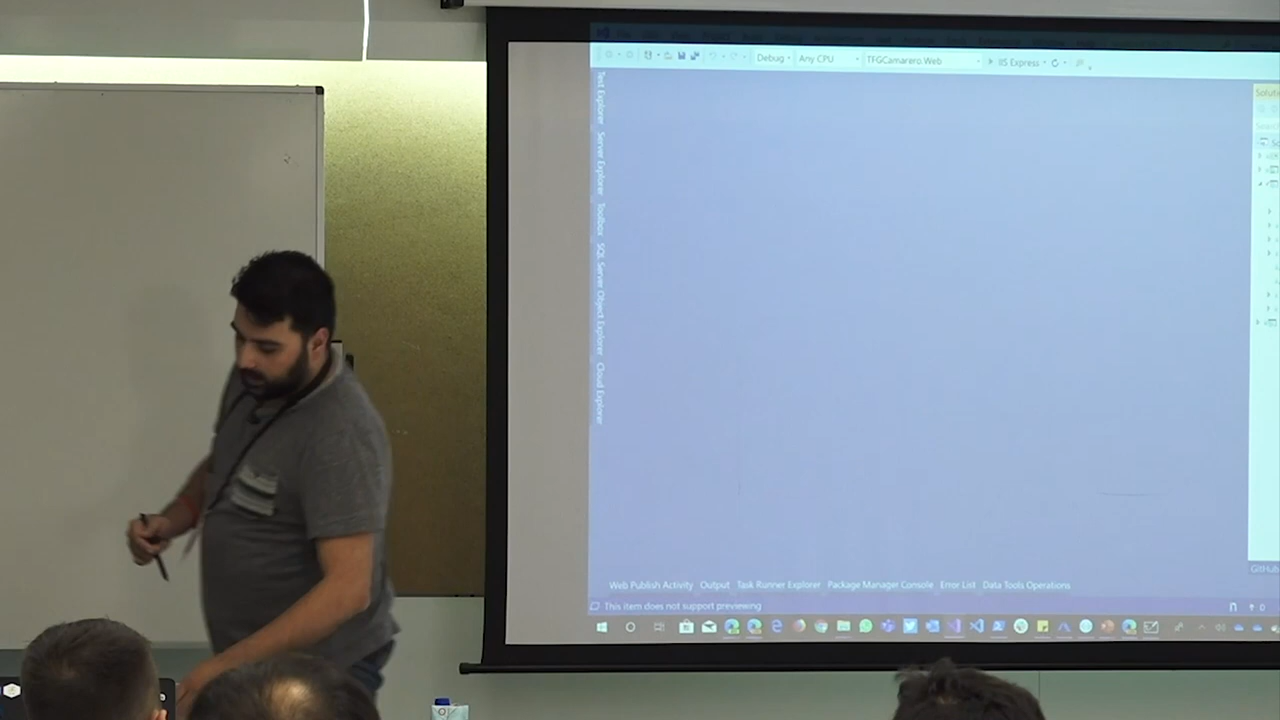 Debug
Any CPU
TFGCamarero.Web
IIS Express
Test Explorer
Server Explorer
Toolbox
SQL Server Object Explorer
Cloud Explorer
Web Publish Activity
Output
Task Runner Explorer
Package Manager Console
Error List
Data Tools Operations
This item does not support previewing
0